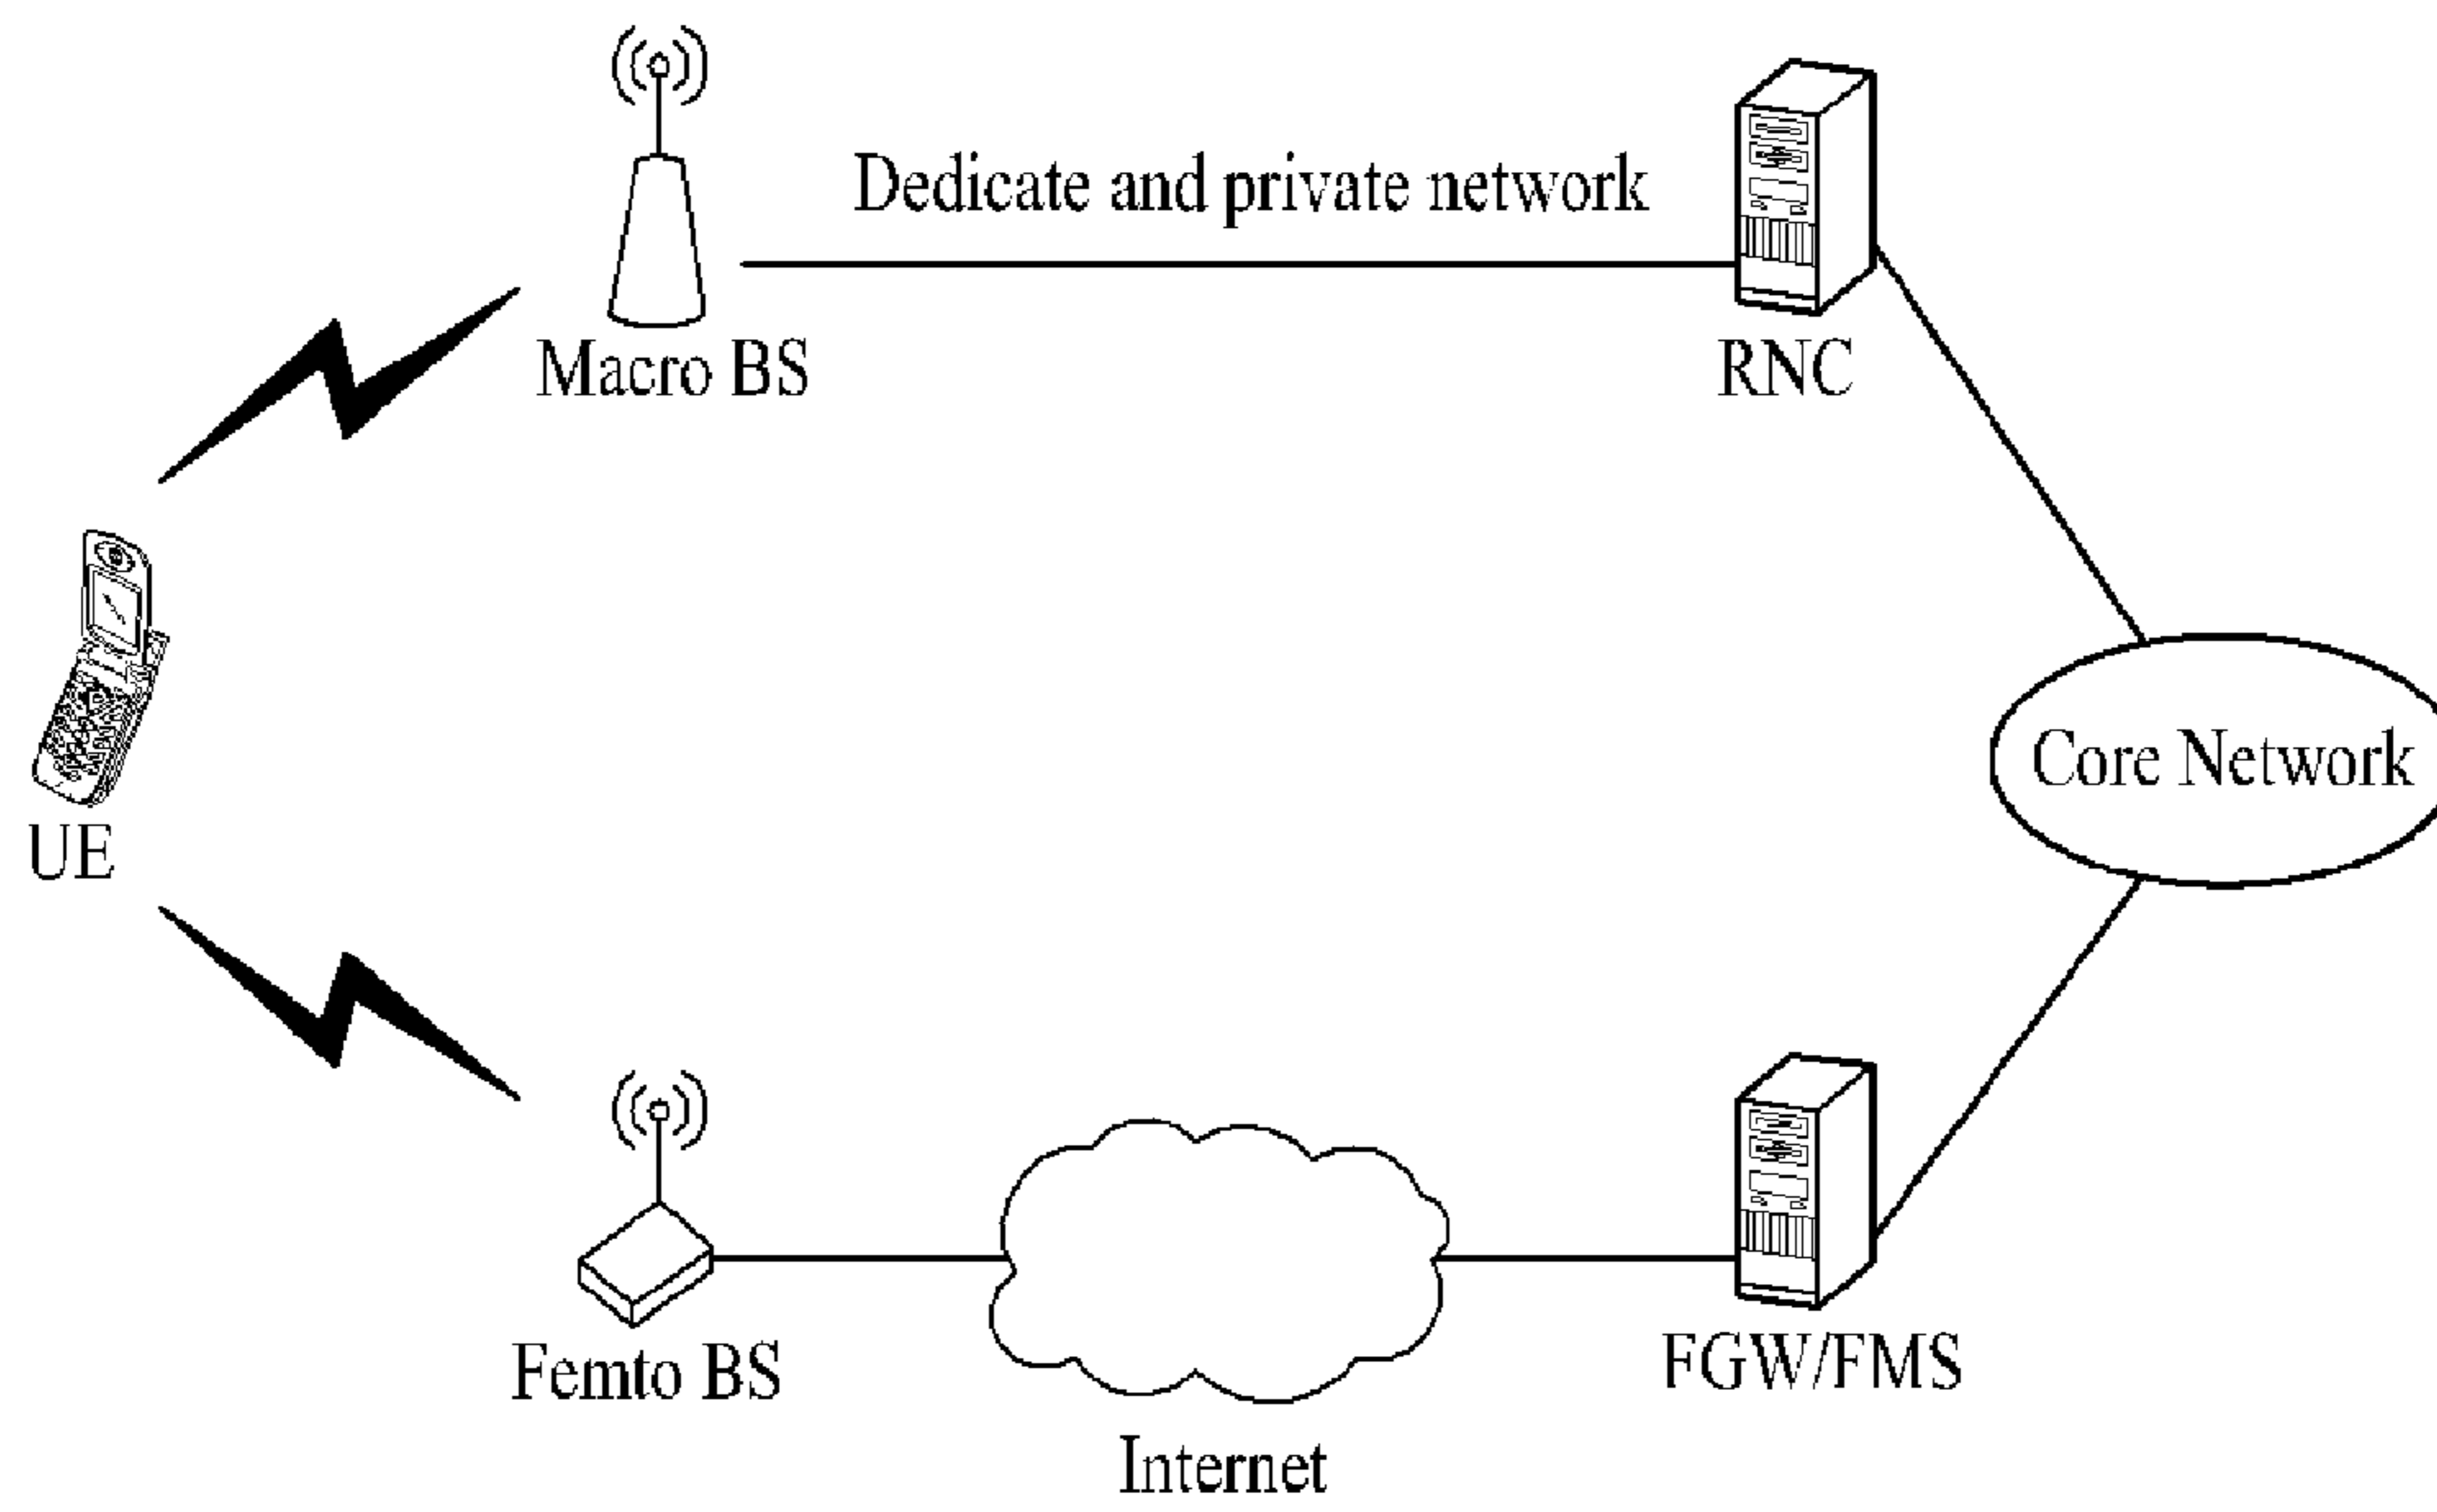 Dedicate and private network
Macro BS
RNC
Core Network
UE
Femto BS
FGW/FMS
Internet